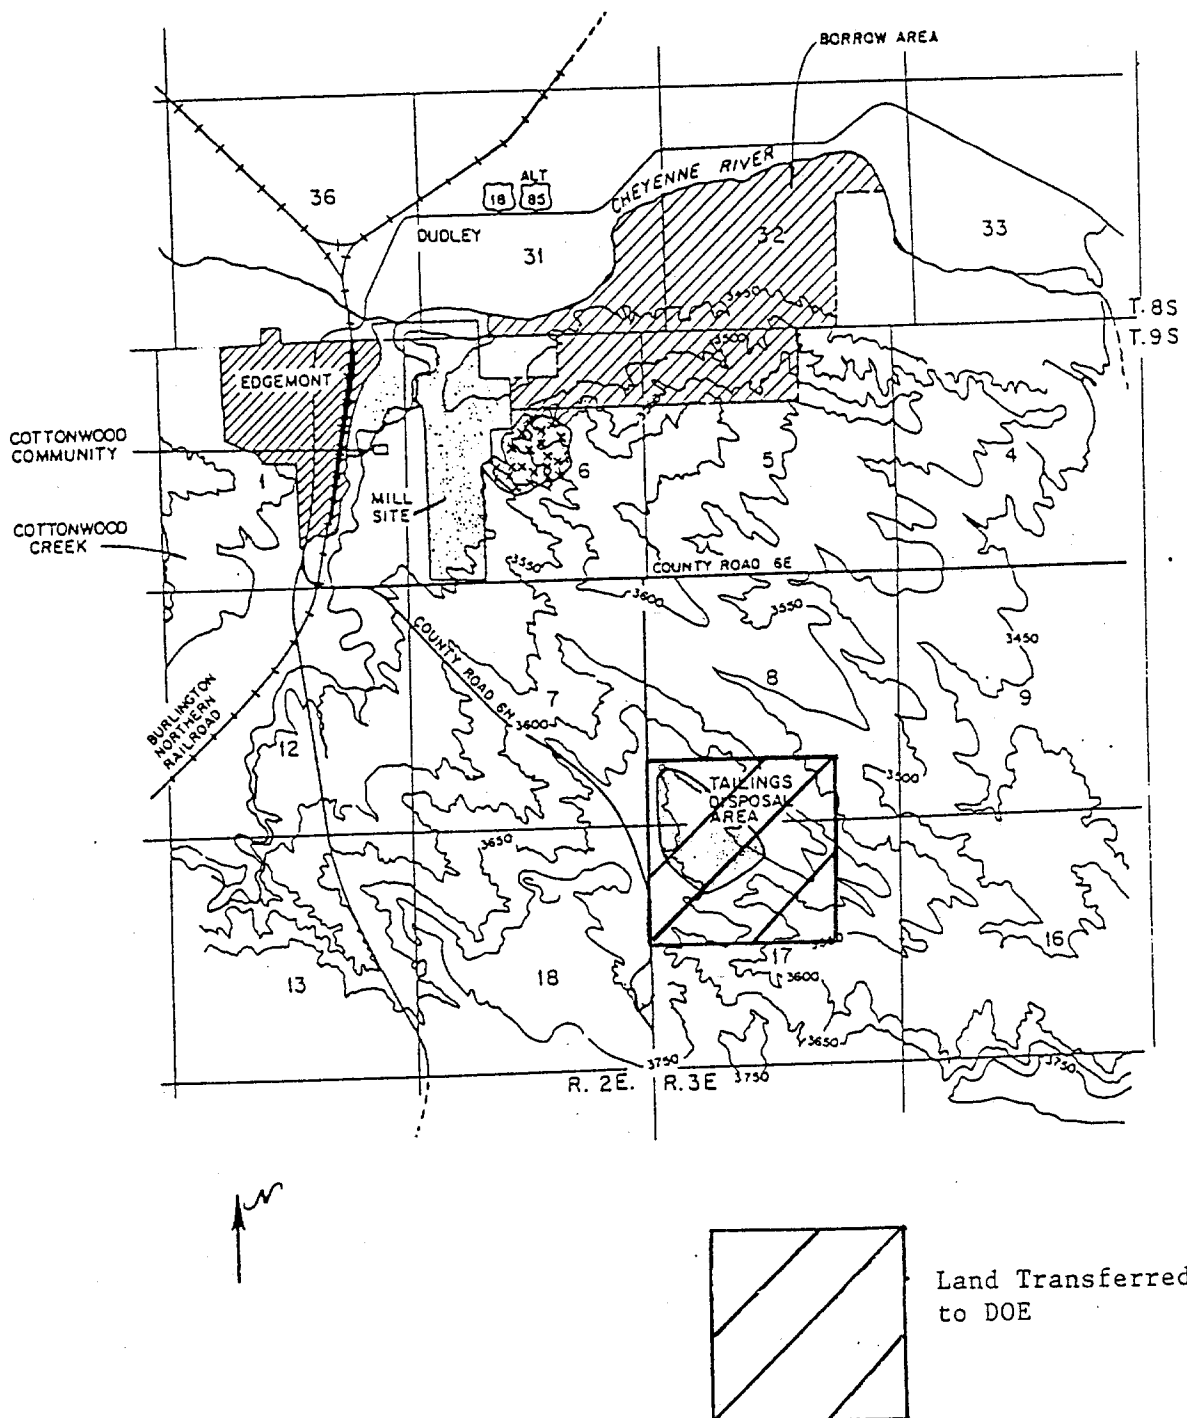 BORROW AREA
CHEYENNE RIVER
36
ALT
18 85
DUDLEY
31
32
33
3450
T. 8S
T. 9S
3500
EDGEMONT
COTTONWOOD
COMMUNITY
1
MILL
SITE
6
5
4
COTTONWOOD
CREEK
3550
COUNTY ROAD 6E
3600
3550
3450
COUNTY ROAD 6N
BURLINGTON
NORTHERN
RAILROAD
12
7
3600
8
9
3500
TAILINGS
DISPOSAL
AREA
3650
13
18
17
3600
16
3650
3750
3750
3750
R. 2E. R. 3E
N
Land Transferred
to DOE